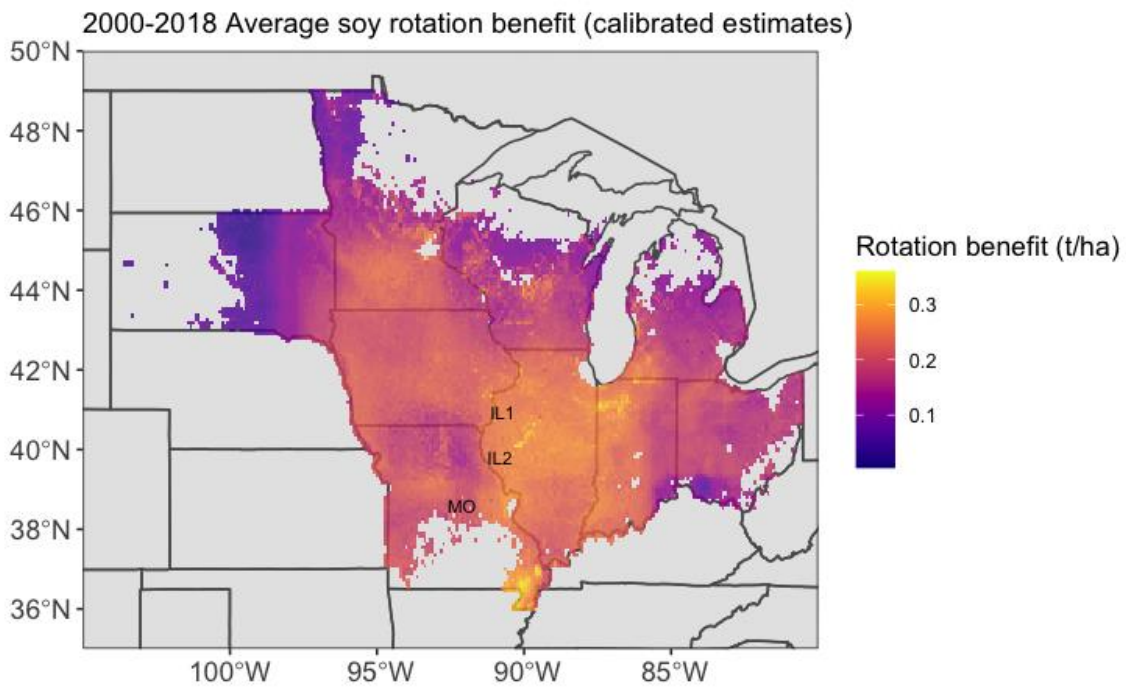 2000-2018 Average soy rotation benefit (calibrated estimates)
50°N
48°N
46°N
44°N
42°N
40°N
38°N
36°N
IL1
IL2
MO
100°W 95°W 90°W 85°W
Rotation benefit (t/ha)
0.3
0.2
0.1